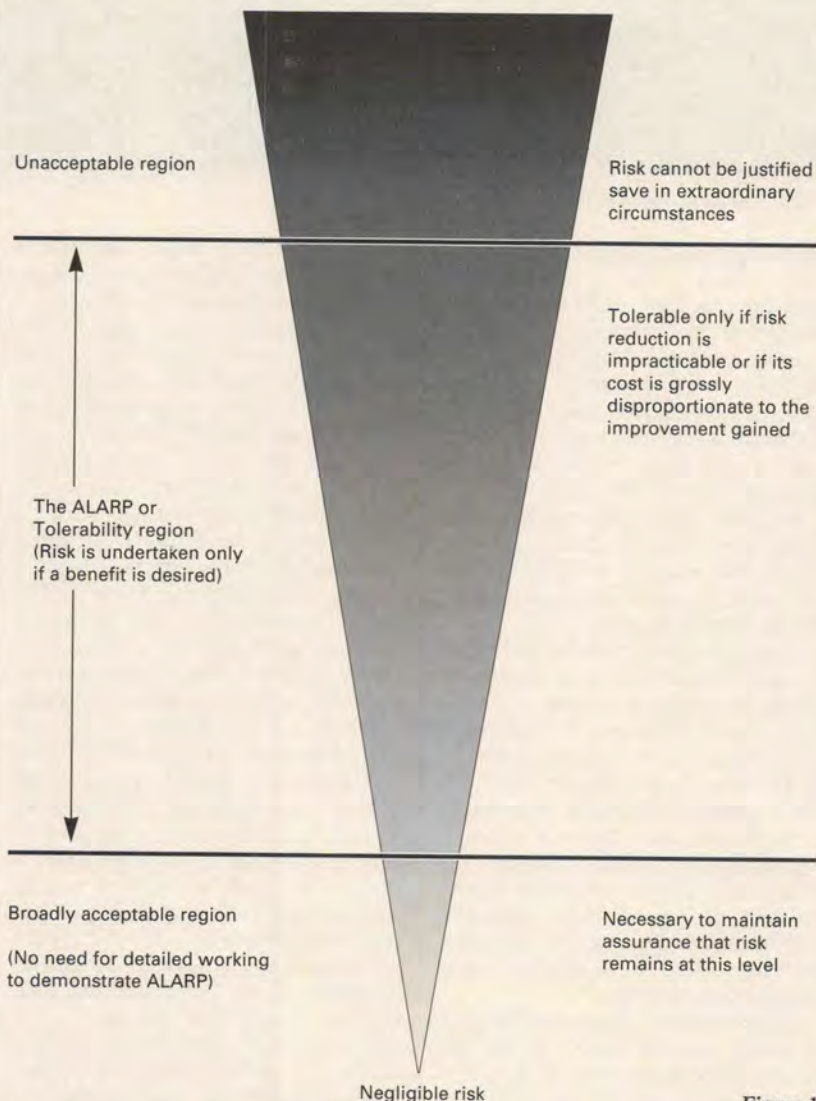 Unacceptable region
Risk cannot be justified
save in extraordinary
circumstances
Tolerable only if risk
reduction is
impracticable or if its
cost is grossly
disproportionate to the
improvement gained
The ALARP or
Tolerability region
(Risk is undertaken only
if a benefit is desired)
Broadly acceptable region
(No need for detailed working
to demonstrate ALARP)
Necessary to maintain
assurance that risk
remains at this level
Negligible risk
Figure 1